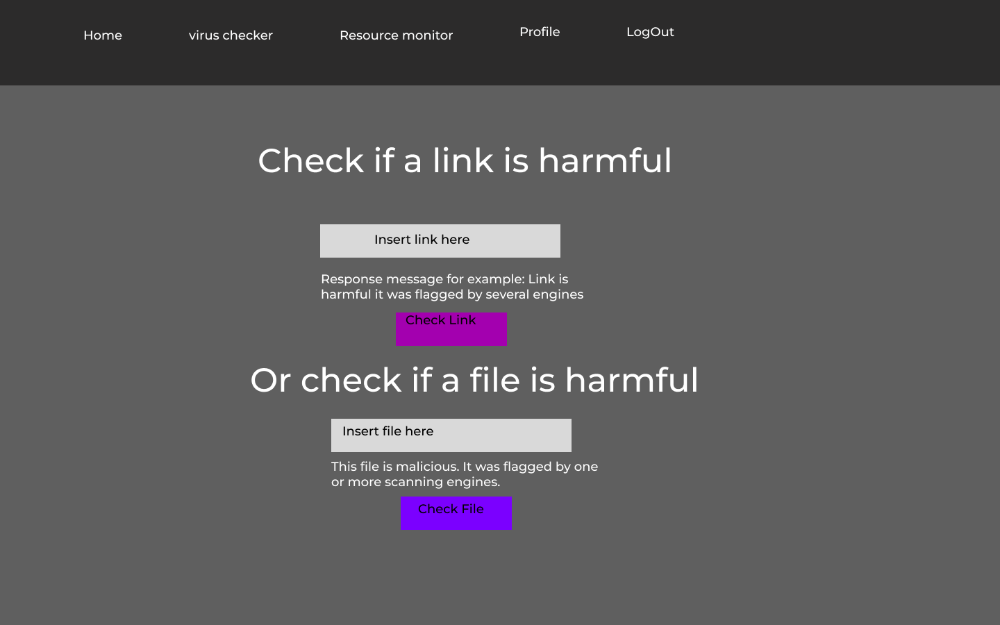 Home virus checker Resource monitor Profile LogOut
Check if a link is harmful
Insert link here
Response message for example: Link is
harmful it was flagged by several engines
Check Link
Or check if a file is harmful
Insert file here
This file is malicious. It was flagged by one
or more scanning engines.
Check File